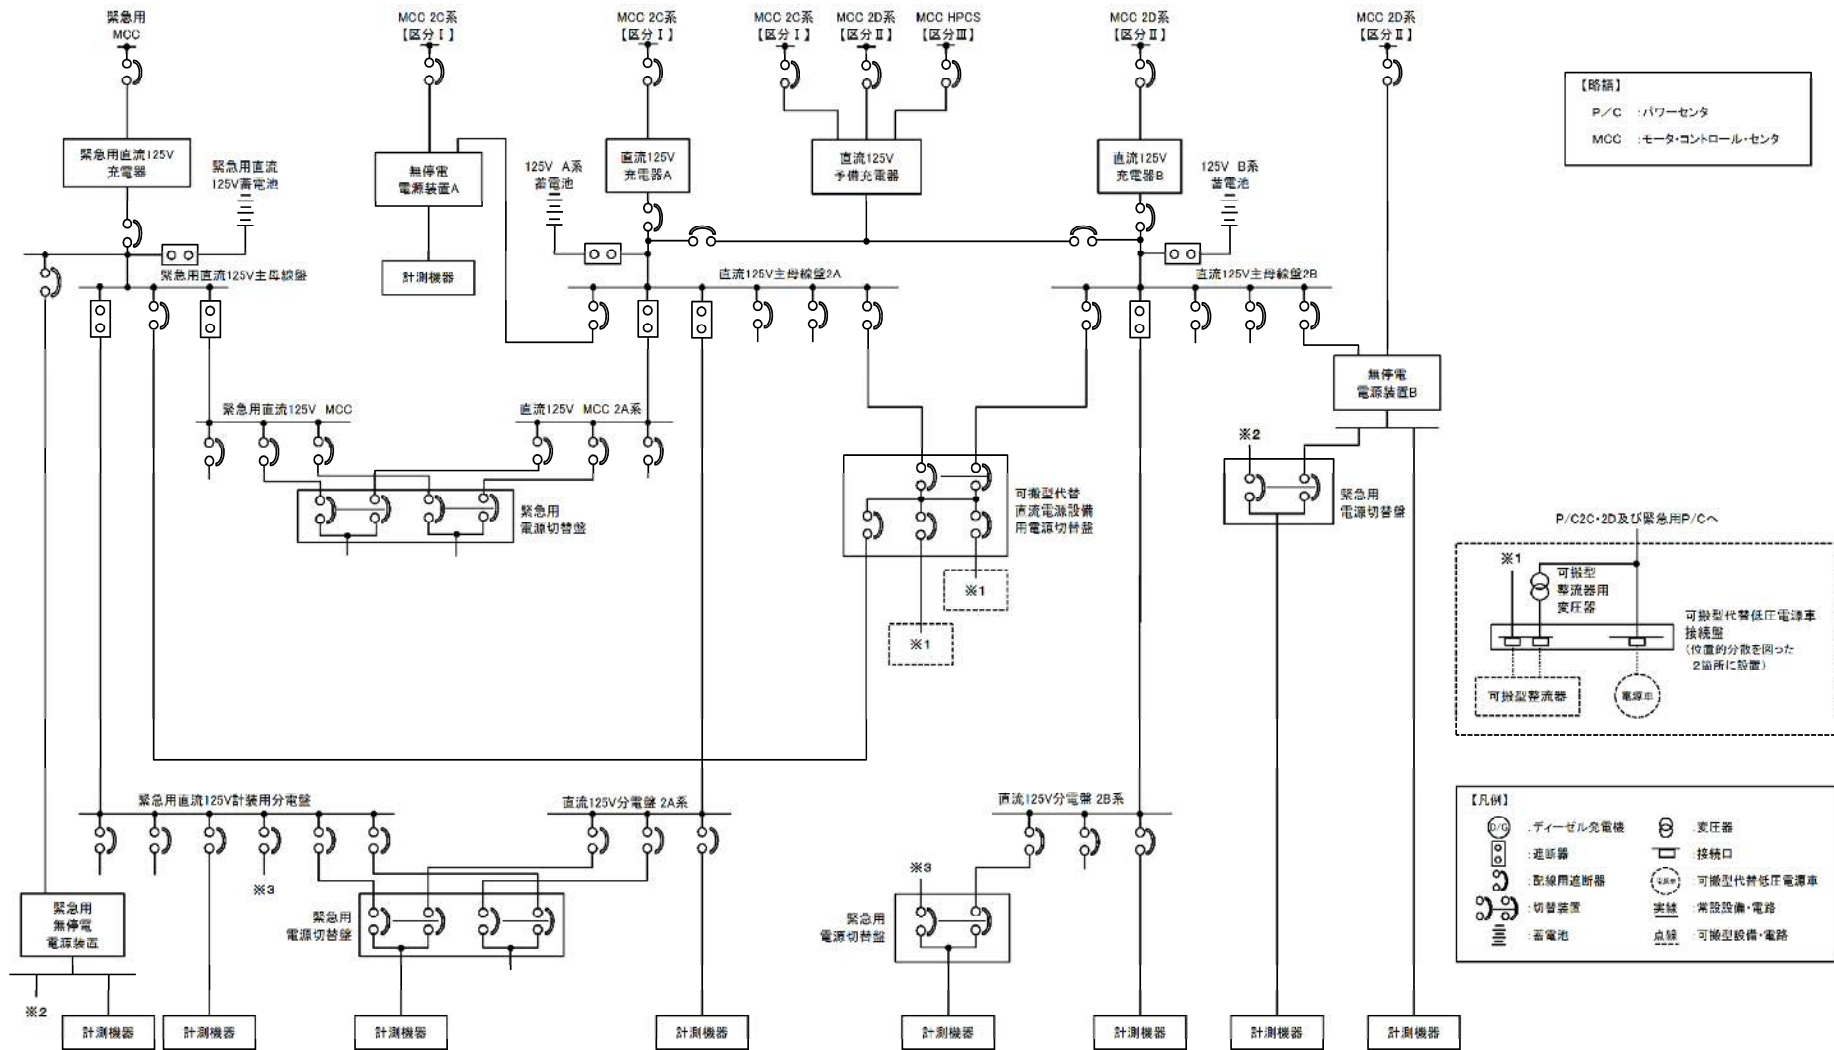 緊急用
MCC
MCC 2C系
【区分Ⅰ】
MCC 2C系
【区分Ⅰ】
MCC 2C系
【区分Ⅰ】
MCC 2D系
【区分Ⅱ】
MCC HPCS
【区分Ⅲ】
MCC 2D系
【区分Ⅱ】
MCC 2D系
【区分Ⅱ】
【略語】
P/C :パワーセンタ
MCC :モータ・コントロール・センタ
緊急用直流125V
充電器
緊急用直流
125V蓄電池
無停電
電源装置A
125V A系
蓄電池
直流125V
充電器A
直流125V
予備充電器
直流125V
充電器B
125V B系
蓄電池
計測機器
緊急用直流125V主母線盤
直流125V主母線盤2A
直流125V主母線盤2B
無停電
電源装置B
緊急用直流125V MCC
直流125V MCC 2A系
緊急用
電源切替盤
可搬型代替
直流電源設備
用電源切替盤
※2
緊急用
電源切替盤
※1
※1
P/C2C・2D及び緊急用P/Cへ
※1
可搬型
整流器用
変圧器
可搬型代替低圧電源車
接続盤
(位置的分散を図った
2箇所に設置)
可搬型整流器
電源車
緊急用直流125V計装用分電盤
直流125V分電盤 2A系
直流125V分電盤 2B系
※3
※3
緊急用
無停電
電源装置
緊急用
電源切替盤
緊急用
電源切替盤
※2
計測機器
計測機器
計測機器
計測機器
計測機器
計測機器
計測機器
計測機器
【凡例】
D/G :ディーゼル発電機
:変圧器
:遮断器
:接続口
:配線用遮断器
電源車 :可搬型代替低圧電源車
:切替装置
実線 :常設設備・電路
:蓄電池
点線 :可搬型設備・電路